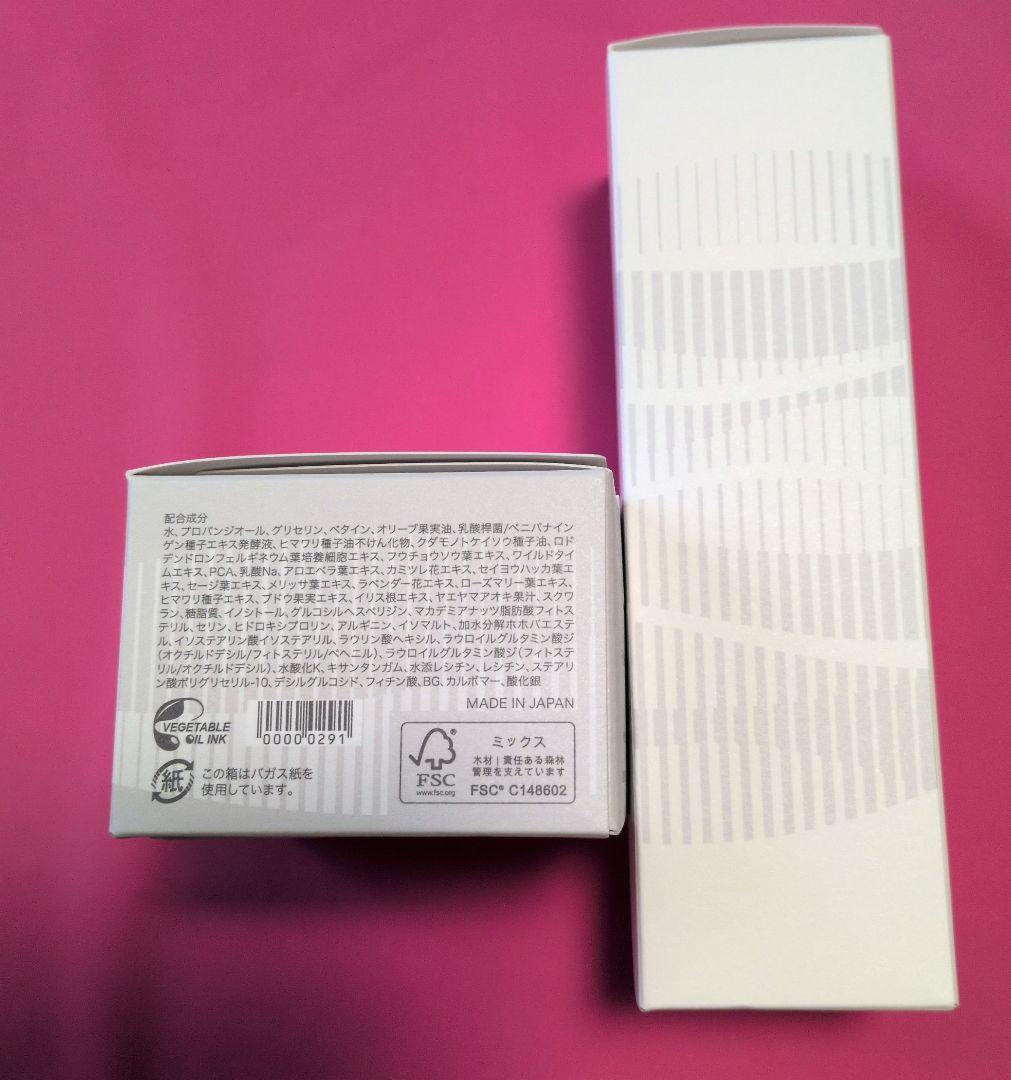 配合成分
水、プロパンジオール、グリセリン、ベタイン、オリーブ果実油、乳酸桿菌/ベニバナイン
ゲン種子エキス発酵液、ヒマワリ種子油不けん化物、クダモノトケイソウ種子油、ロド
デンドロンフェルギネウム葉培養細胞エキス、フウチョウソウ葉エキス、ワイルドタイ
ムエキス、PCA、乳酸Na、アロエベラ葉エキス、カミツレ花エキス、セイヨウハッカ葉エ
キス、セージ葉エキス、メリッサ葉エキス、ラベンダー花エキス、ローズマリー葉エキス、
ヒマワリ種子エキス、ブドウ果実エキス、イリス根エキス、ヤエヤマアオキ果汁、スクワ
ラン、糖脂質、イノシトール、グルコシルヘスペリジン、マカデミアナッツ脂肪酸フィトス
テリル、セリン、ヒドロキシプロリン、アルギニン、イソマルト、加水分解ホホバエステ
ル、イソステアリン酸イソステアリル、ラウリン酸ヘキシル、ラウロイルグルタミン酸ジ
(オクチルドデシル/フィトステリル/ベヘニル)、ラウロイルグルタミン酸ジ(フィトステ
リル/オクチルドデシル)、水酸化K、キサンタンガム、水添レシチン、レシチン、ステアリ
ン酸ポリグリセリル-10、デシルグルコシド、フィチン酸、BG、カルボマー、酸化銀
MADE IN JAPAN
VEGETABLE
OIL INK
00000291
紙
この箱はバガス紙を
使用しています。
FSC
www.fsc.org
ミックス
木材|責任ある森林
管理を支えています
FSC® C148602